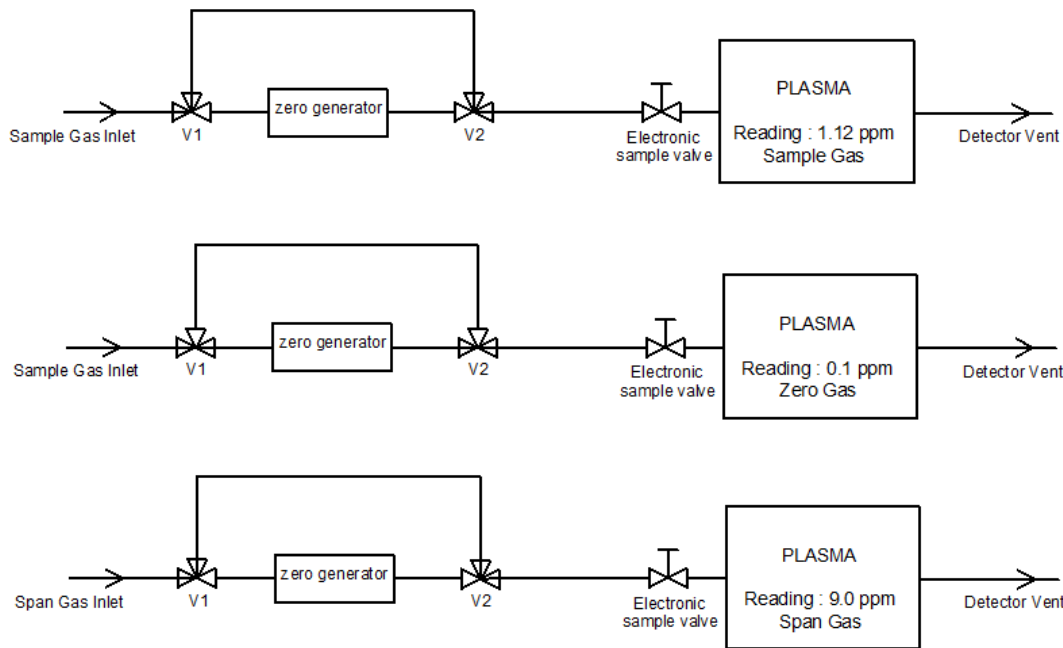 zero generator
PLASMA
Sample Gas Inlet
V1
V2
Electronic
sample valve
Reading : 1.12 ppm
Sample Gas
Detector Vent
zero generator
PLASMA
Sample Gas Inlet
V1
V2
Electronic
sample valve
Reading : 0.1 ppm
Zero Gas
Detector Vent
zero generator
PLASMA
Span Gas Inlet
V1
V2
Electronic
sample valve
Reading : 9.0 ppm
Span Gas
Detector Vent